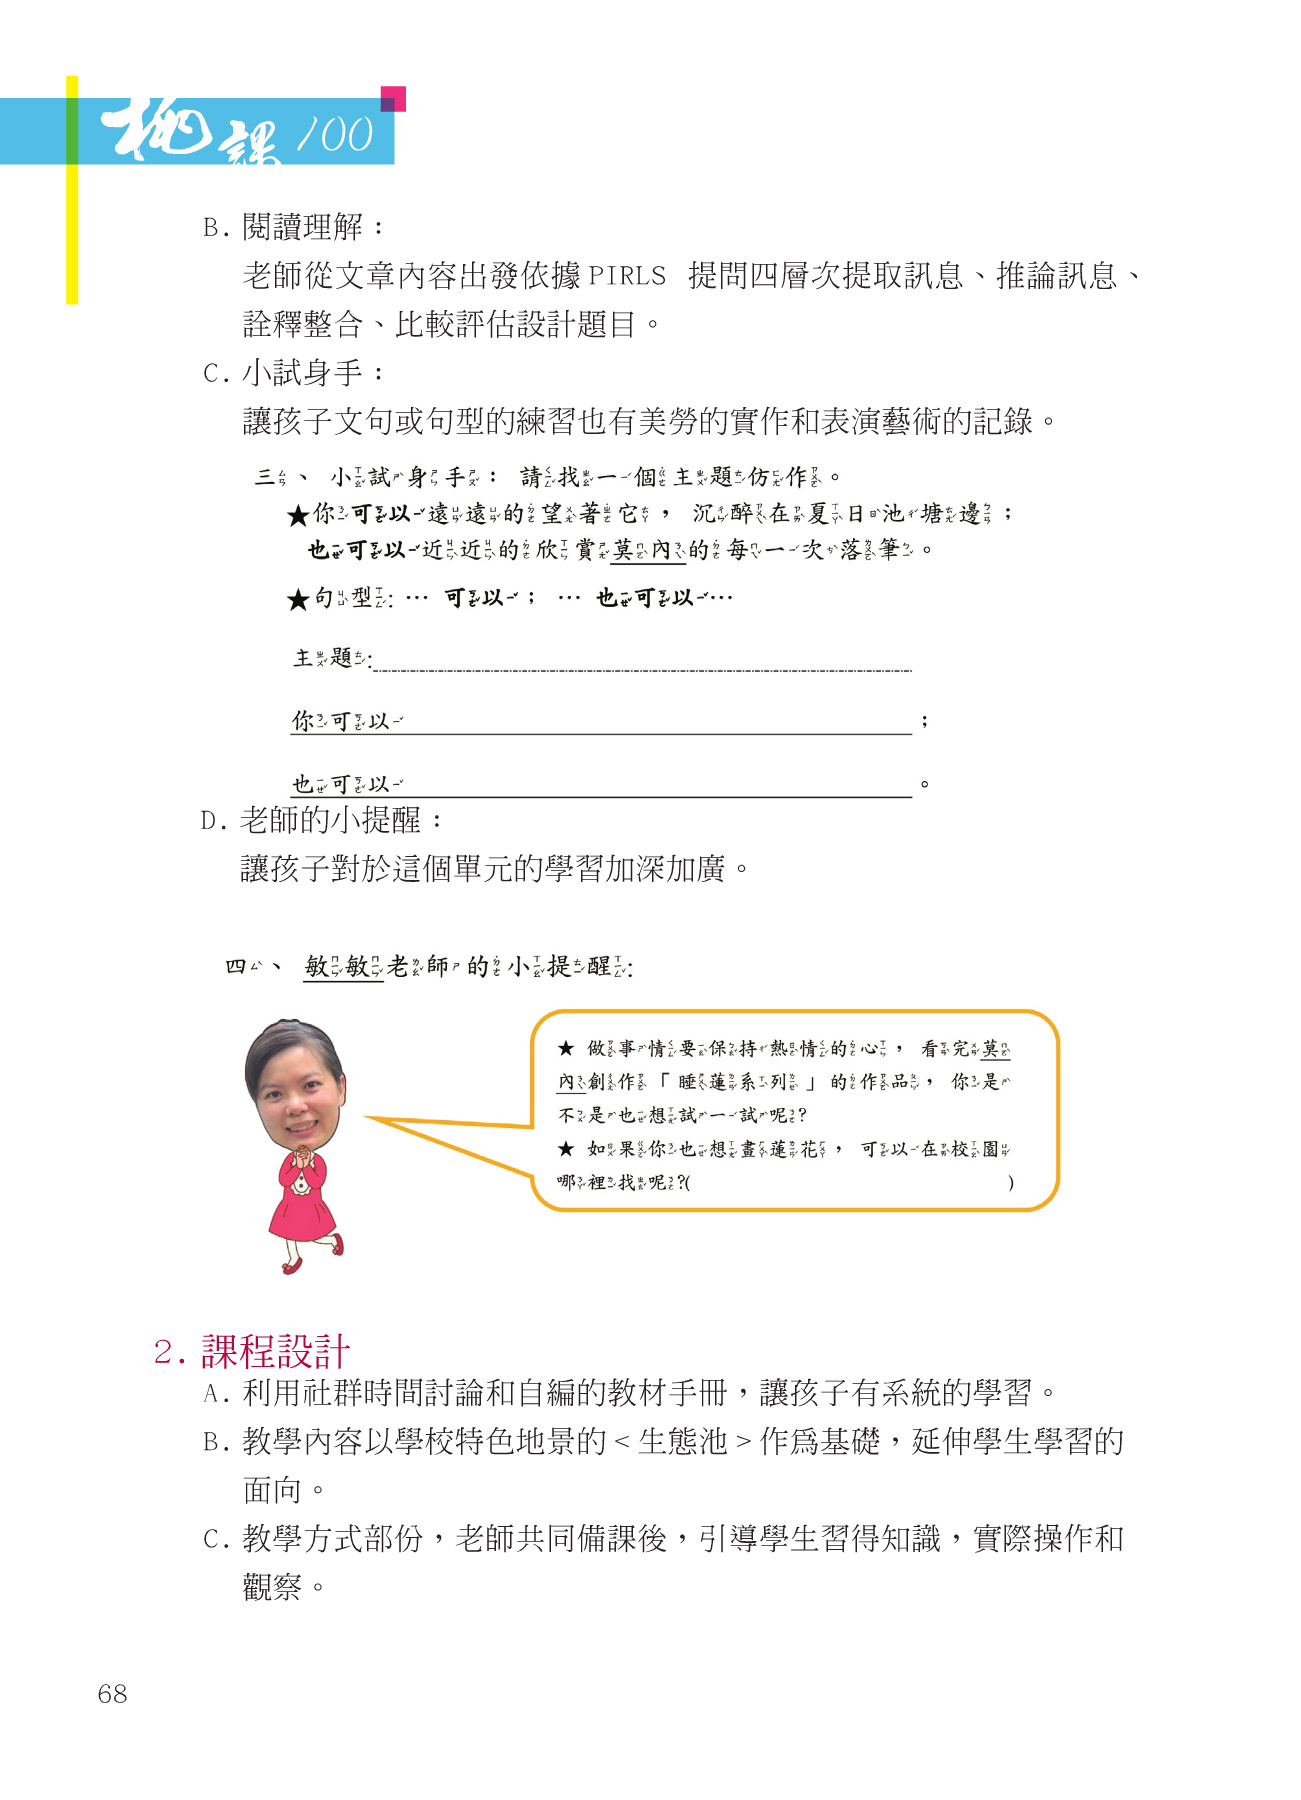 桃課100
B. 閱讀理解：
老師從文章內容出發依據 PIRLS 提問四層次提取訊息、推論訊息、
詮釋整合、比較評估設計題目。
C. 小試身手：
讓孩子文句或句型的練習也有美勞的實作和表演藝術的記錄。
三、 小試身手： 請找一個主題仿作。
★你可以遠遠的望著它， 沉醉在夏日池塘邊；
也可以近近的欣賞莫內的每一次落筆。
★句型: … 可以； … 也可以…
主題:
你可以 ；
也可以 。
D. 老師的小提醒：
讓孩子對於這個單元的學習加深加廣。
四、 敏敏老師的小提醒:
★ 做事情要保持熱情的心， 看完莫
內創作「睡蓮系列」的作品， 你是
不是也想試一試呢?
★ 如果你也想畫蓮花， 可以在校園
哪裡找呢?( )
2. 課程設計
A. 利用社群時間討論和自編的教材手冊，讓孩子有系統的學習。
B. 教學內容以學校特色地景的 < 生態池 > 作為基礎，延伸學生學習的
面向。
C. 教學方式部份，老師共同備課後，引導學生習得知識，實際操作和
觀察。
68